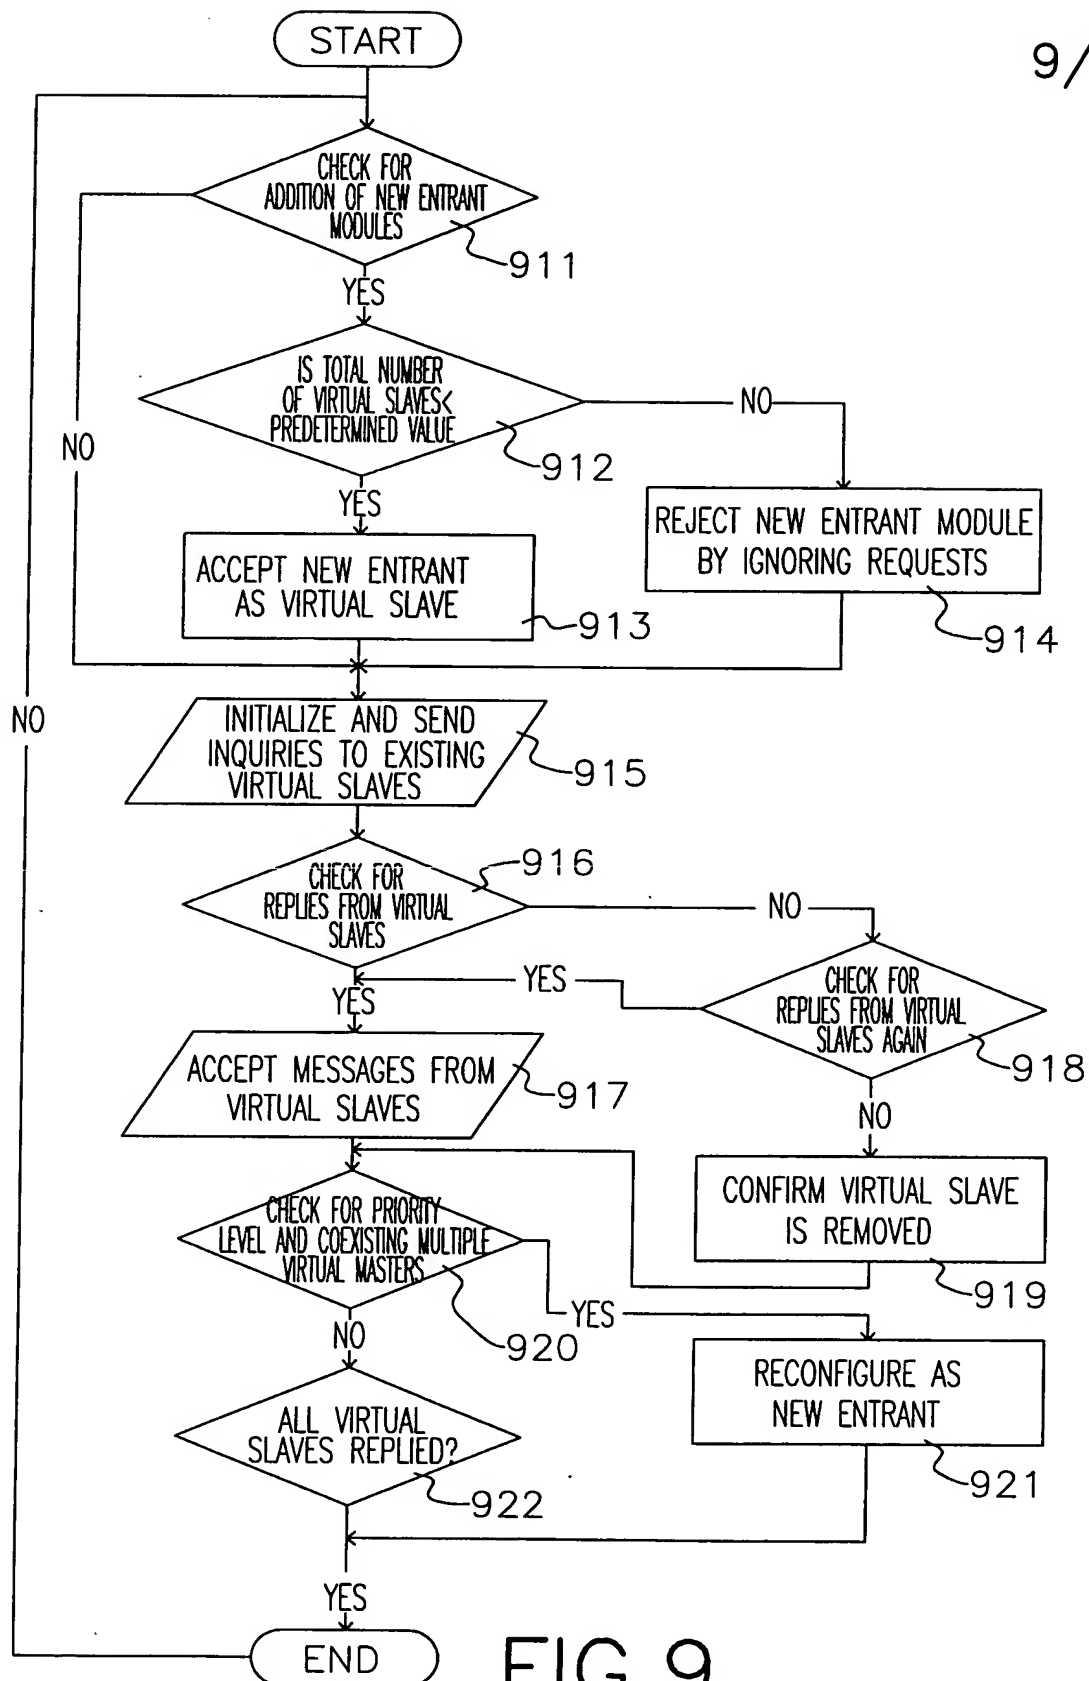 START
9/
CHECK FOR
ADDITION OF NEW ENTRANT
MODULES
911
YES
IS TOTAL NUMBER
OF VIRTUAL SLAVES<
PREDETERMINED VALUE
912
NO
NO
YES
REJECT NEW ENTRANT MODULE
BY IGNORING REQUESTS
914
ACCEPT NEW ENTRANT
AS VIRTUAL SLAVE
913
NO
INITIALIZE AND SEND
INQUIRIES TO EXISTING
VIRTUAL SLAVES
915
CHECK FOR
REPLIES FROM VIRTUAL
SLAVES
916
NO
YES
YES
CHECK FOR
REPLIES FROM VIRTUAL
SLAVES AGAIN
918
ACCEPT MESSAGES FROM
VIRTUAL SLAVES
917
NO
CONFIRM VIRTUAL SLAVE
IS REMOVED
919
CHECK FOR PRIORITY
LEVEL AND COEXISTING MULTIPLE
VIRTUAL MASTERS
920
YES
NO
RECONFIGURE AS
NEW ENTRANT
921
ALL VIRTUAL
SLAVES REPLIED?
922
YES
END
FIG.9